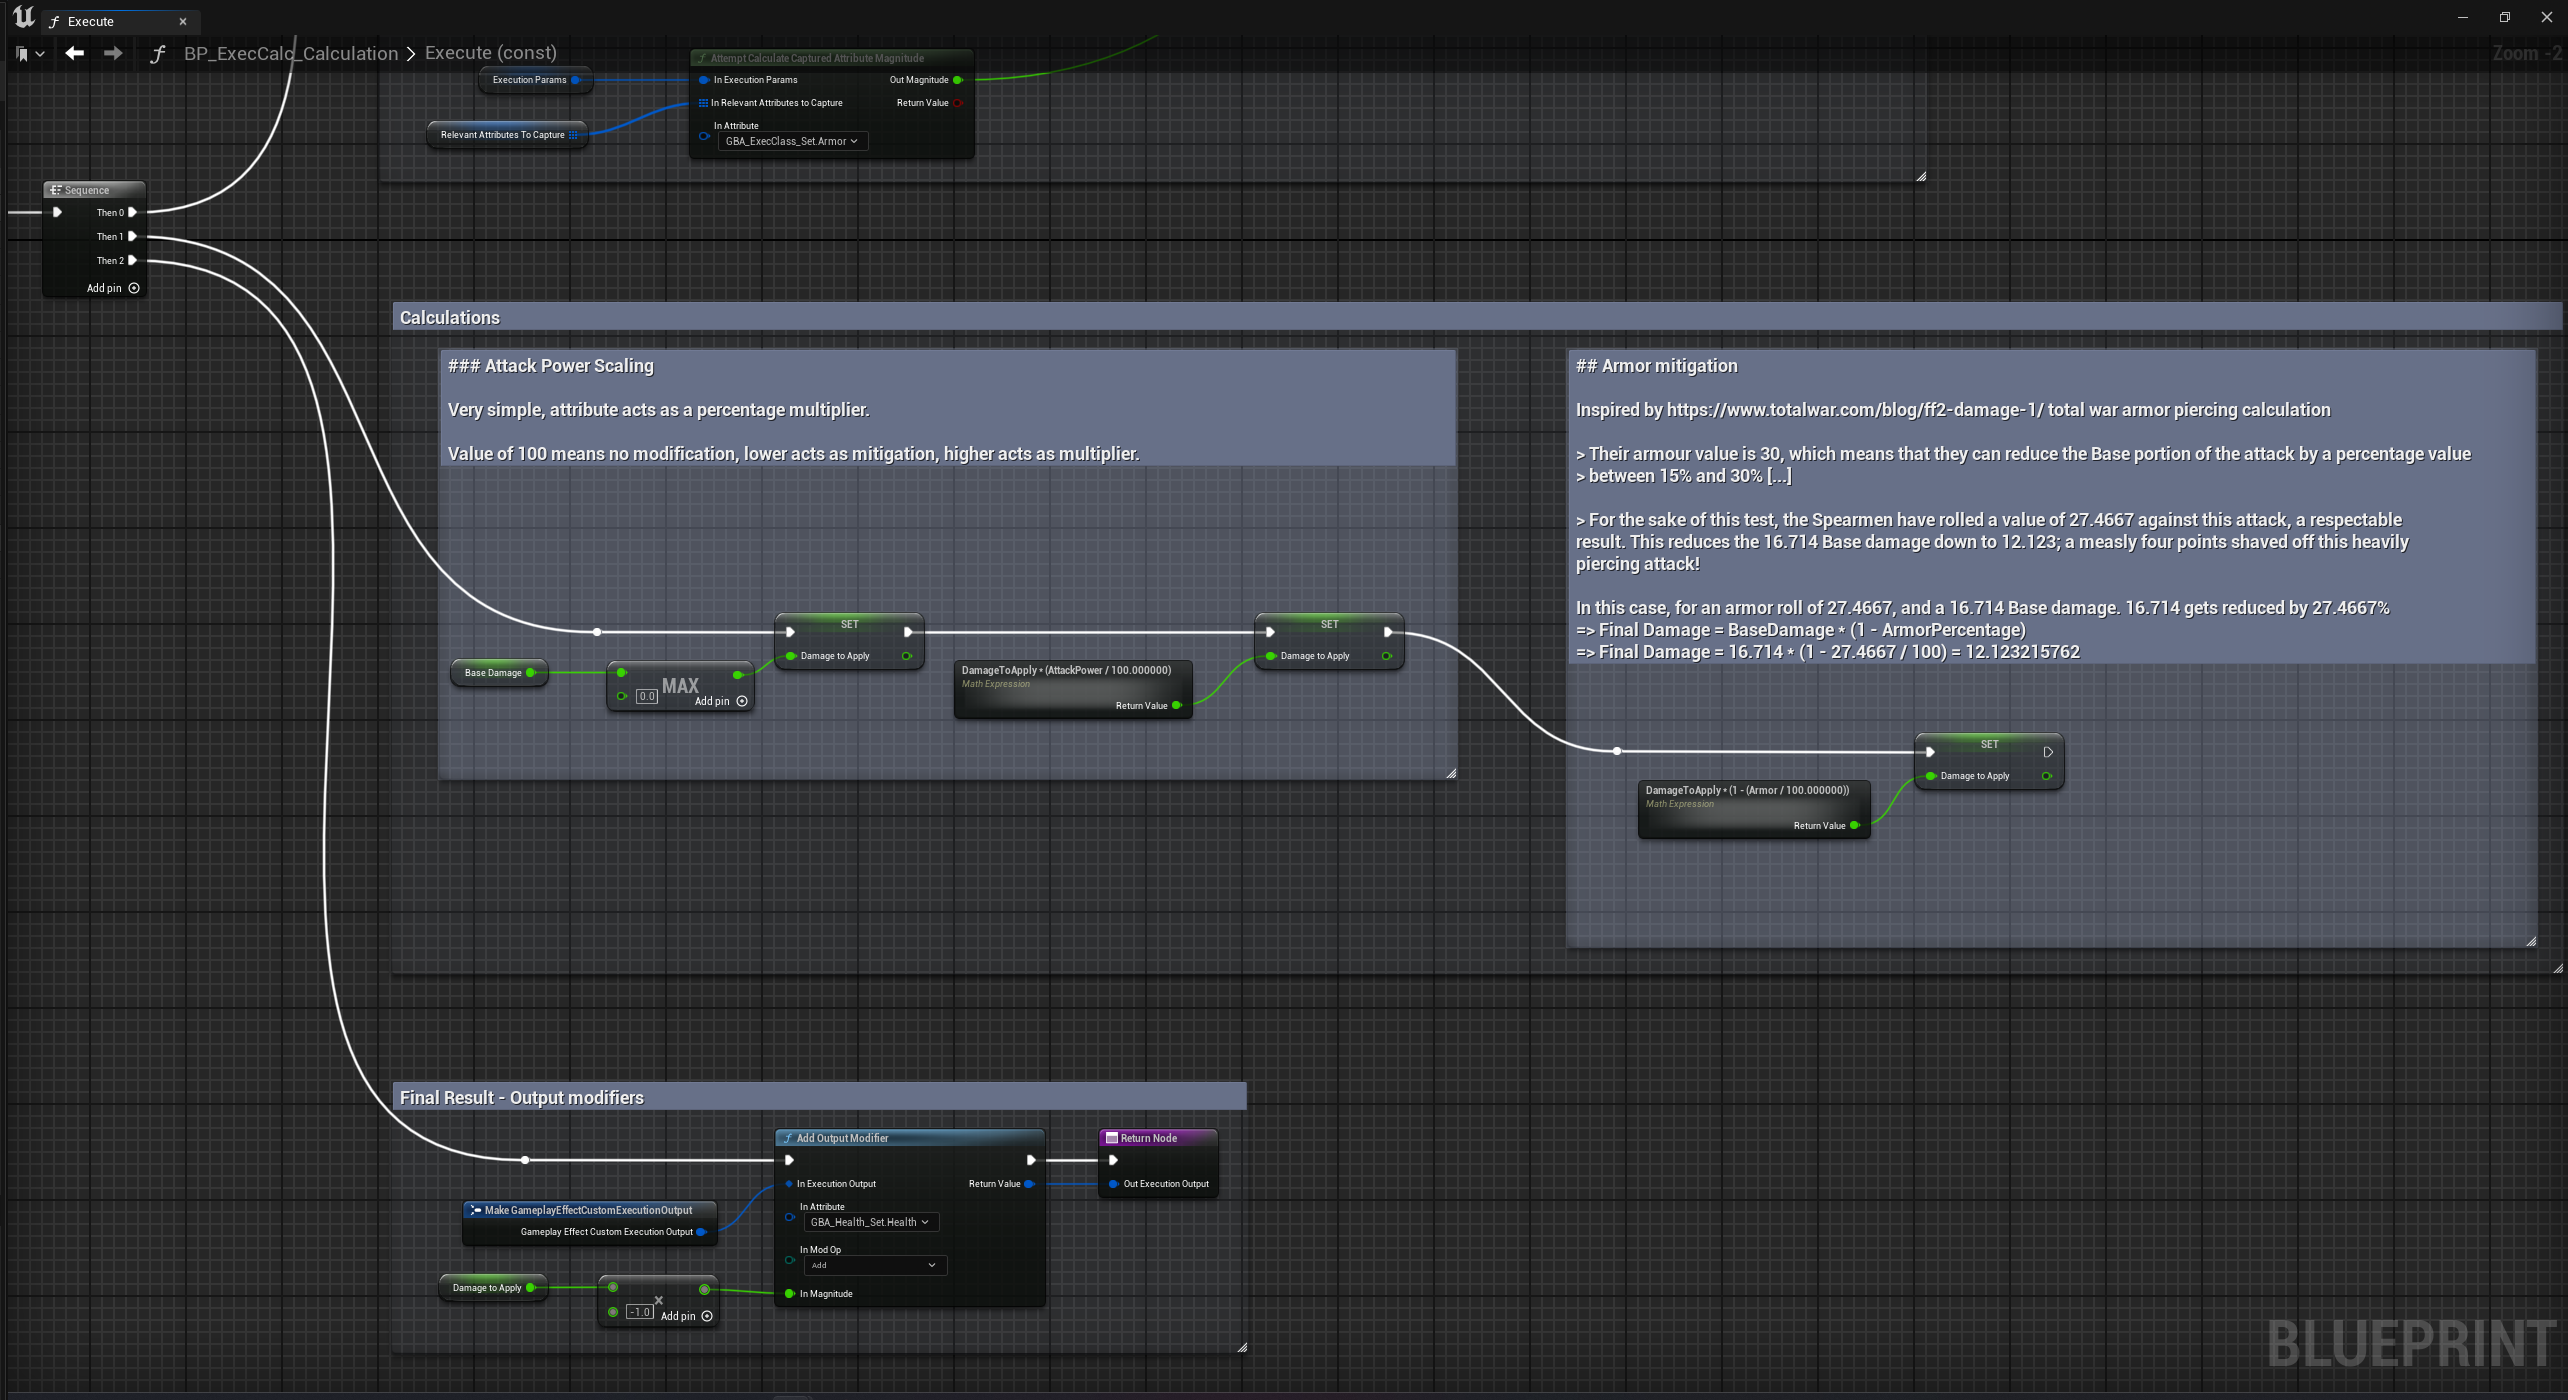 Execute
BP_ExecCalc_Calculation > Execute (const)
Zoom -2
Attempt Calculate Captured Attribute Magnitude
Execution Params
In Execution Params
Out Magnitude
In Relevant Attributes to Capture
Return Value
Relevant Attributes To Capture
In Attribute
GBA_ExecClass_Set.Armor
Sequence
Then 0
Then 1
Then 2
Add pin
Calculations
### Attack Power Scaling
Very simple, attribute acts as a percentage multiplier.
Value of 100 means no modification, lower acts as mitigation, higher acts as multiplier.
SET
Damage to Apply
Base Damage
0.0
MAX
Add pin
DamageToApply * (AttackPower / 100.000000)
Math Expression
Return Value
SET
Damage to Apply
## Armor mitigation
Inspired by https://www.totalwar.com/blog/ff2-damage-1/ total war armor piercing calculation
> Their armour value is 30, which means that they can reduce the Base portion of the attack by a percentage value
> between 15% and 30% [...]
> For the sake of this test, the Spearmen have rolled a value of 27.4667 against this attack, a respectable
result. This reduces the 16.714 Base damage down to 12.123; a measly four points shaved off this heavily
piercing attack!
In this case, for an armor roll of 27.4667, and a 16.714 Base damage. 16.714 gets reduced by 27.4667%
=> Final Damage = BaseDamage * (1 - ArmorPercentage)
=> Final Damage = 16.714 * (1 - 27.4667 / 100) = 12.123215762
SET
Damage to Apply
DamageToApply * (1 - (Armor / 100.000000))
Math Expression
Return Value
Final Result - Output modifiers
Add Output Modifier
Return Node
In Execution Output
Return Value
Out Execution Output
Make GameplayEffectCustomExecutionOutput
Gameplay Effect Custom Execution Output
In Attribute
GBA_Health_Set.Health
In Mod Op
Add
In Magnitude
Damage to Apply
-1.0
Add pin
BLUEPRINT